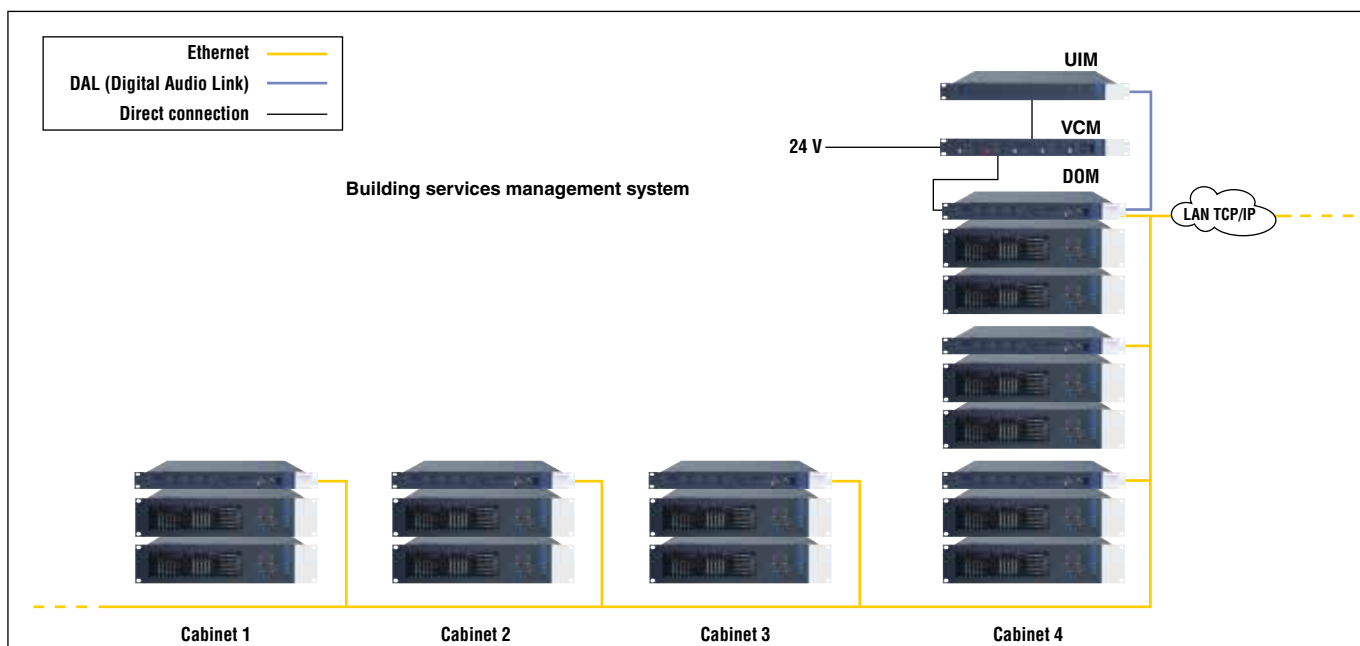 Ethernet
DAL (Digital Audio Link)
Direct connection
UIM
VCM
24 V
Building services management system
DOM
LAN TCP/IP
Cabinet 1
Cabinet 2
Cabinet 3
Cabinet 4